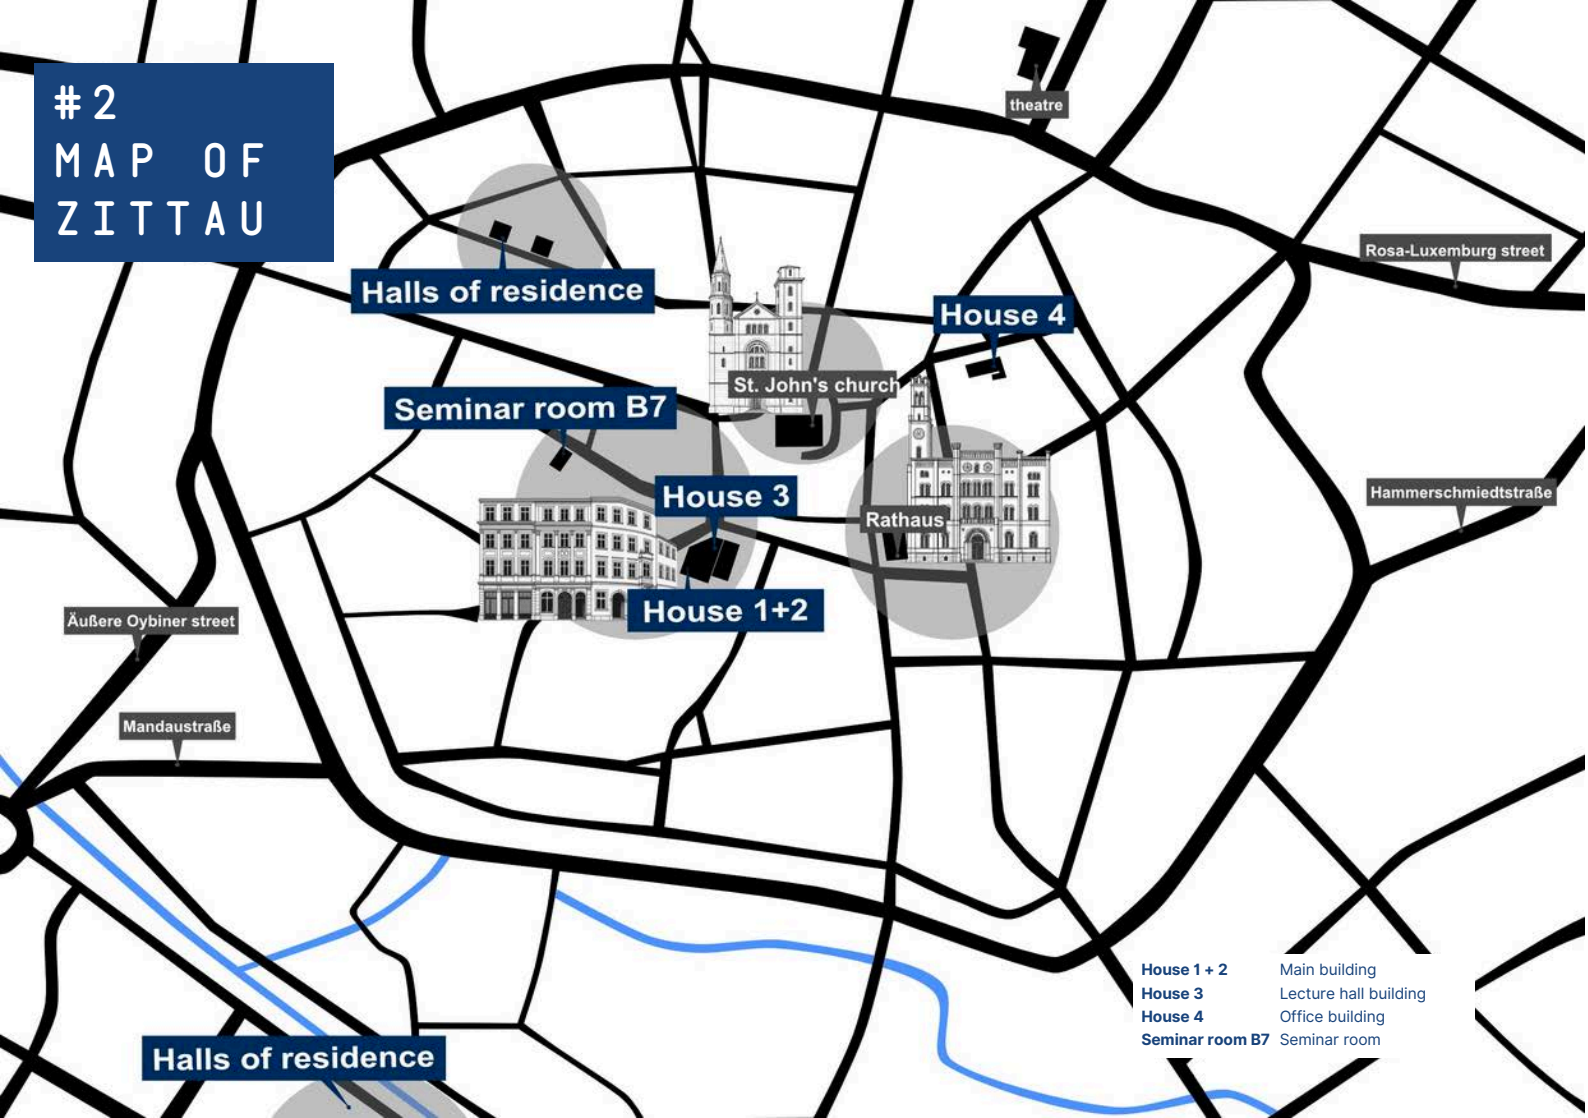 #2
MAP OF
ZITTAU
theatre
Rosa-Luxemburg street
Halls of residence
House 4
St. John's church
Seminar room B7
House 3
Hammerschmiedtstraße
Rathaus
House 1+2
Äußere Oybiner street
Mandaustraße
House 1 + 2 Main building
House 3 Lecture hall building
House 4 Office building
Seminar room B7 Seminar room
Halls of residence